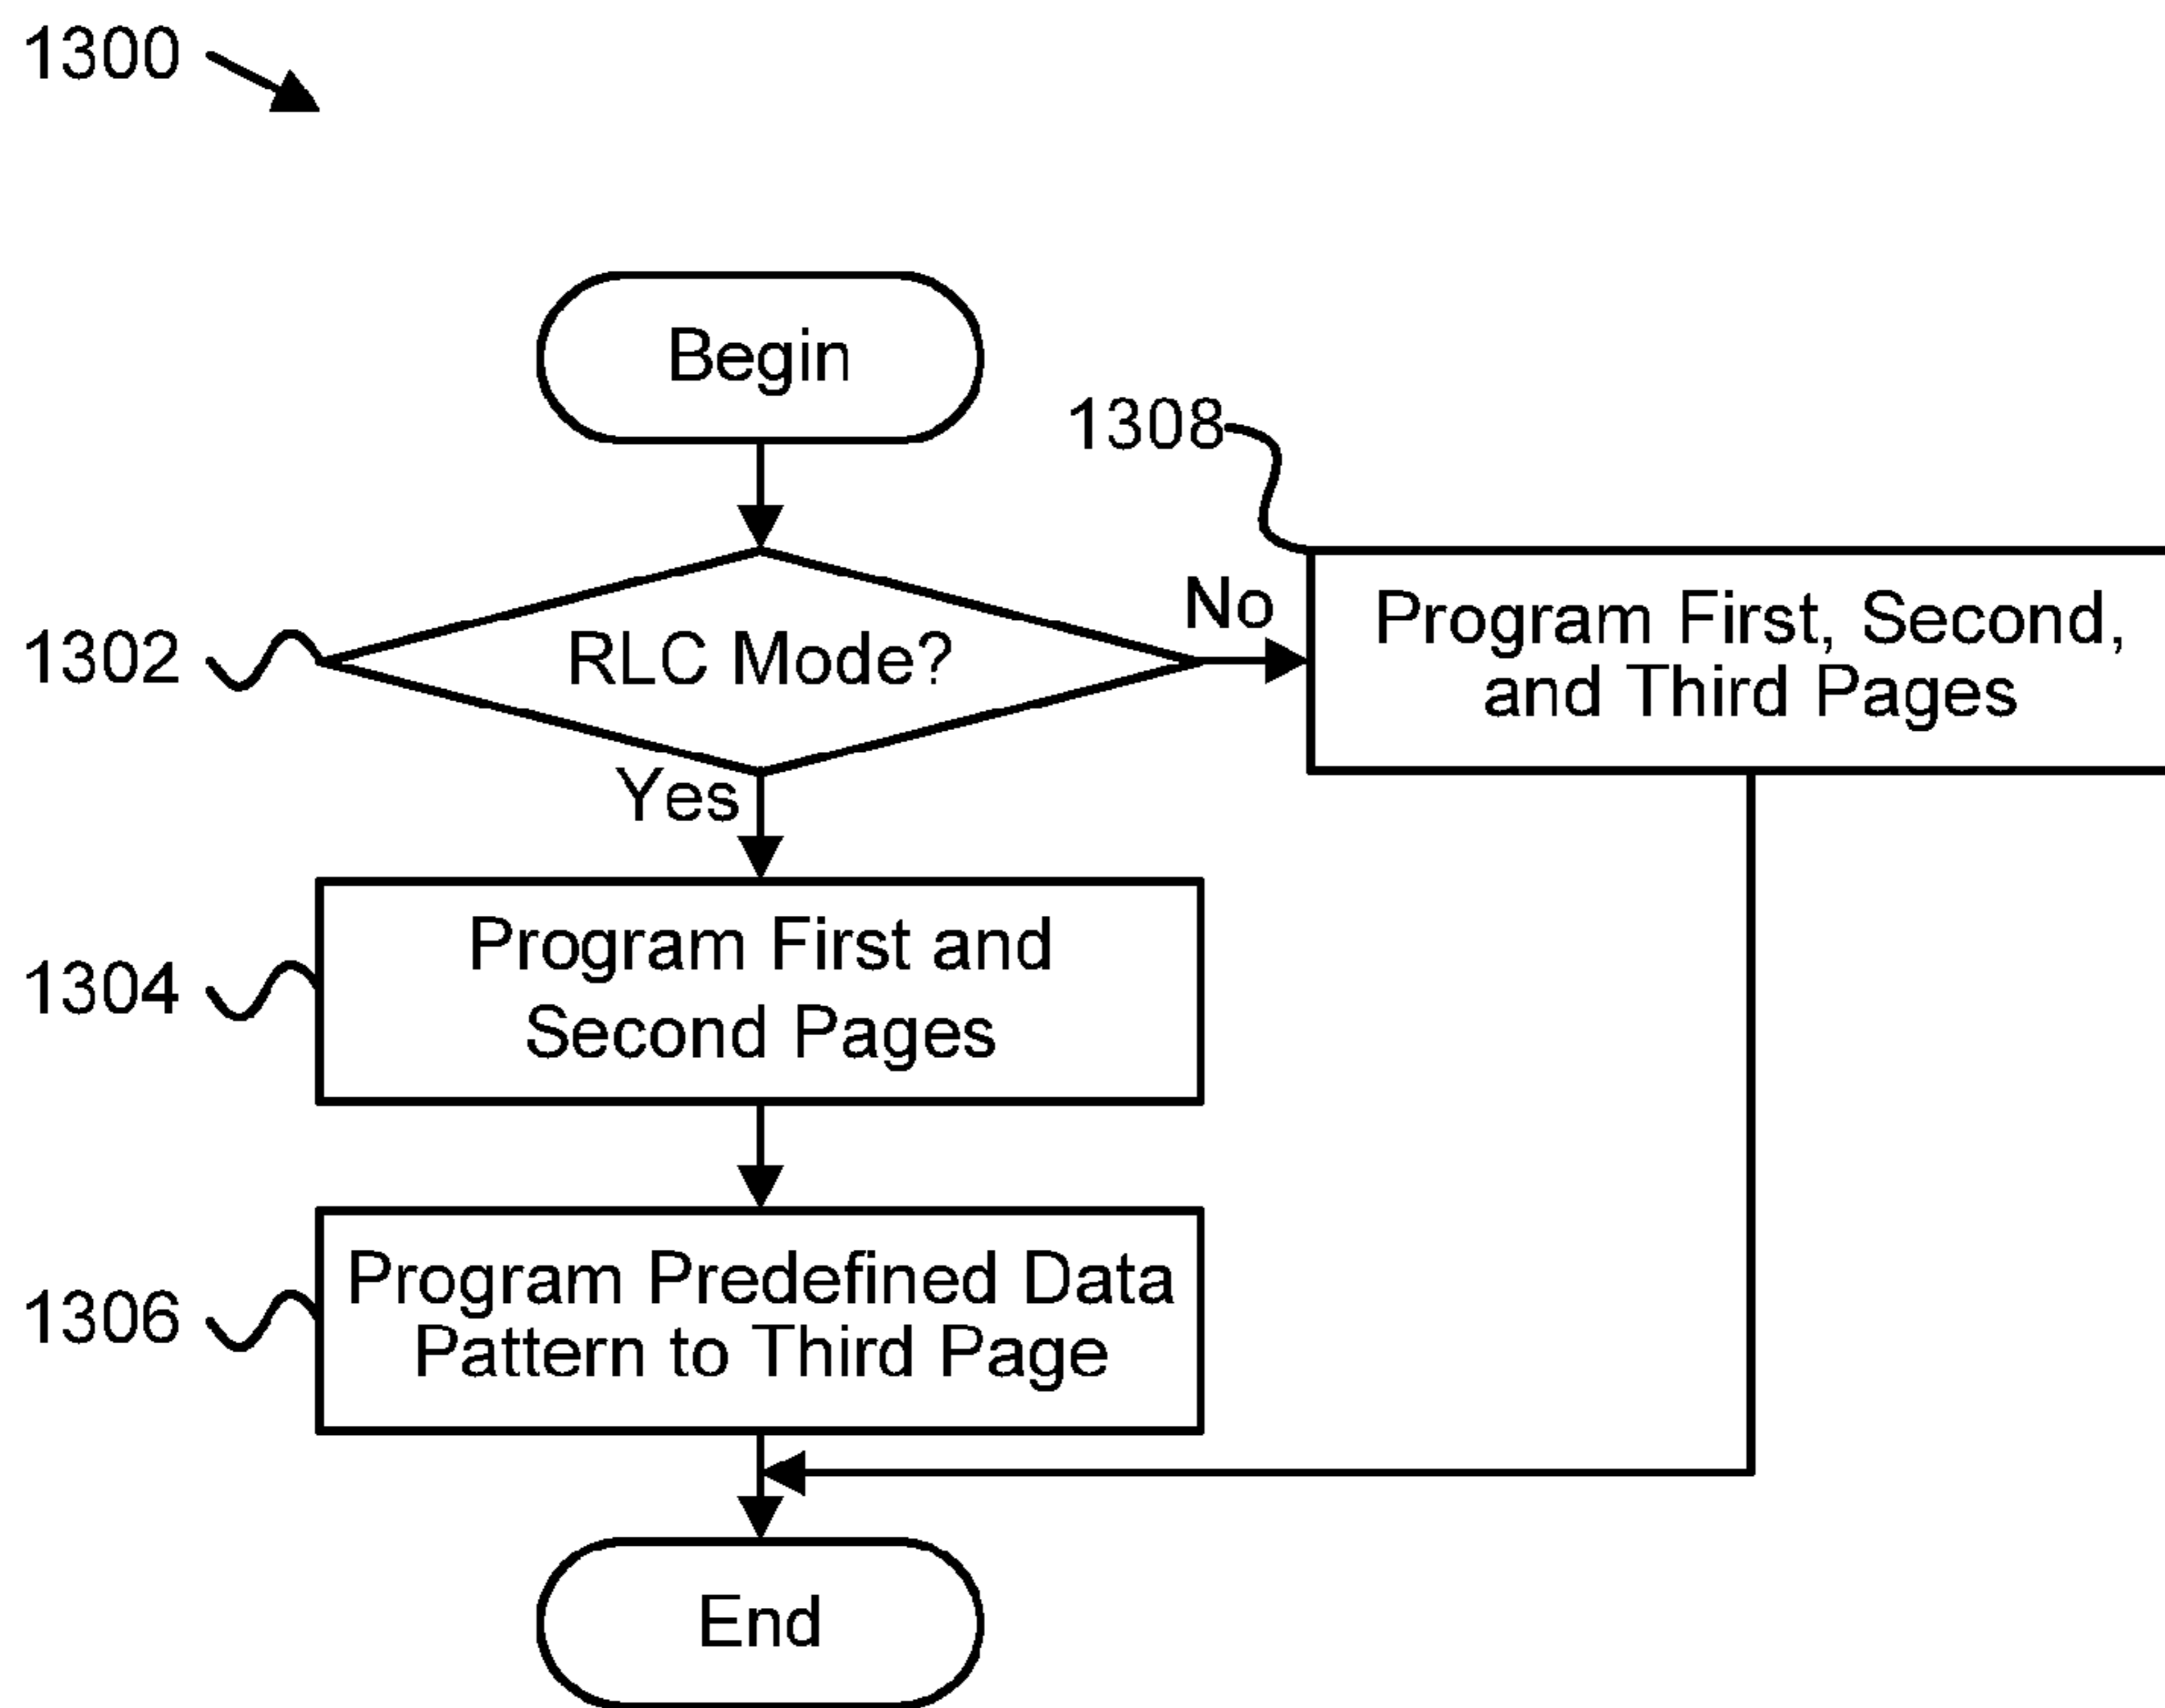 1300
Begin
1308
No
Program First, Second,
and Third Pages
1302
RLC Mode?
Yes
1304
Program First and
Second Pages
1306
Program Predefined Data
Pattern to Third Page
End